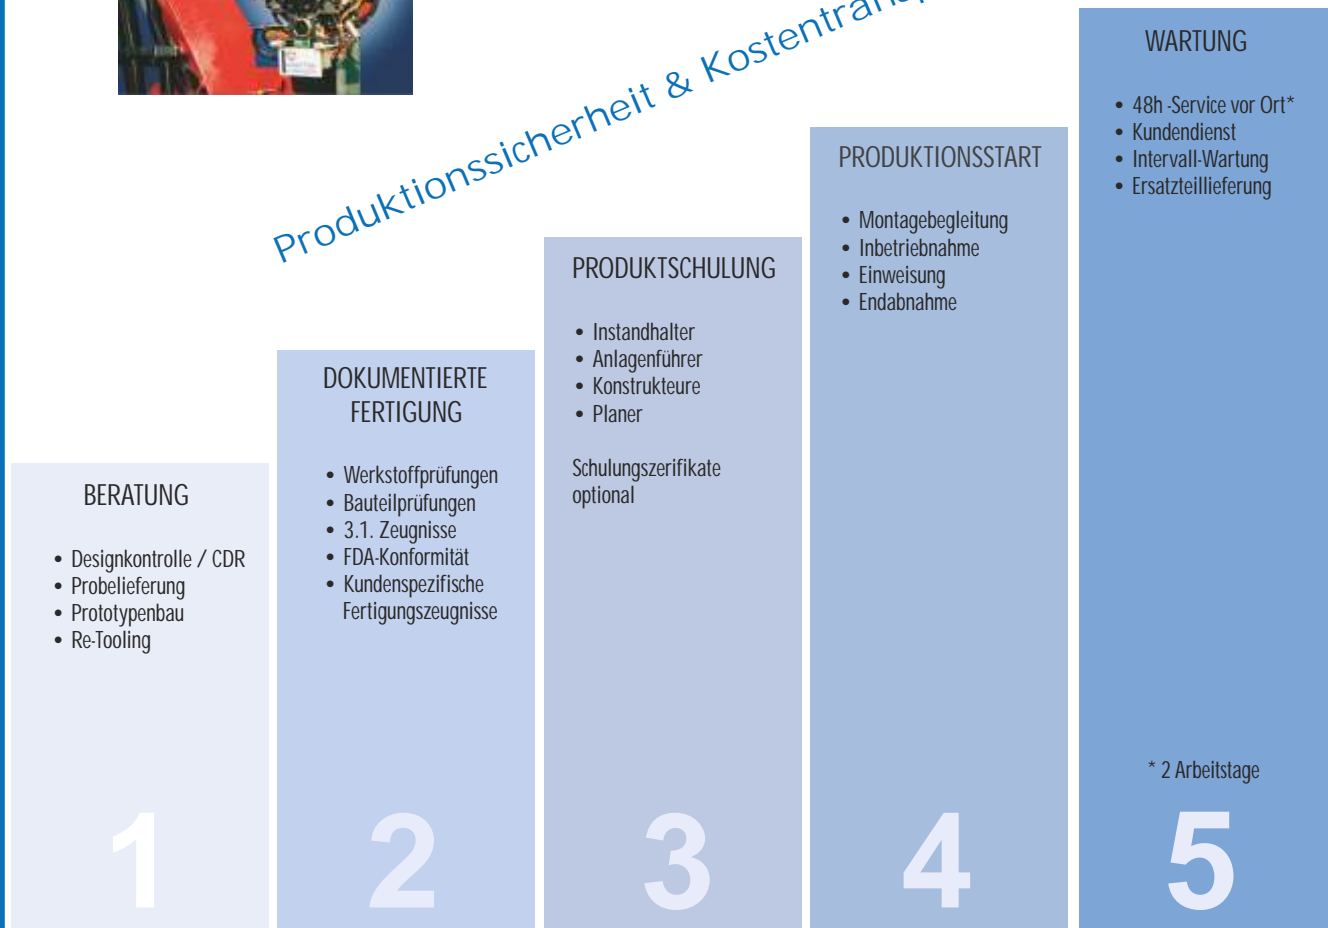 Produktionssicherheit &
BERATUNG
• Designkontrolle / CDR
• Probelieferung
• Prototypenbau
• Re-Tooling
1
DOKUMENTIERTE
FERTIGUNG
• Werkstoffprüfungen
• Bauteilprüfungen
• 3.1. Zeugnisse
• FDA-Konformität
• Kundenspezifische
Fertigungszeugnisse
2
PRODUKTSCHULUNG
• Instandhalter
• Anlagenführer
• Konstrukteure
• Planer
Schulungszerifikate
optional
3
PRODUKTIONSSTART
• Montagebegleitung
• Inbetriebnahme
• Einweisung
• Endabnahme
4
WARTUNG
• 48h -Service vor Ort*
• Kundendienst
• Intervall-Wartung
• Ersatzteillieferung
* 2 Arbeitstage
5